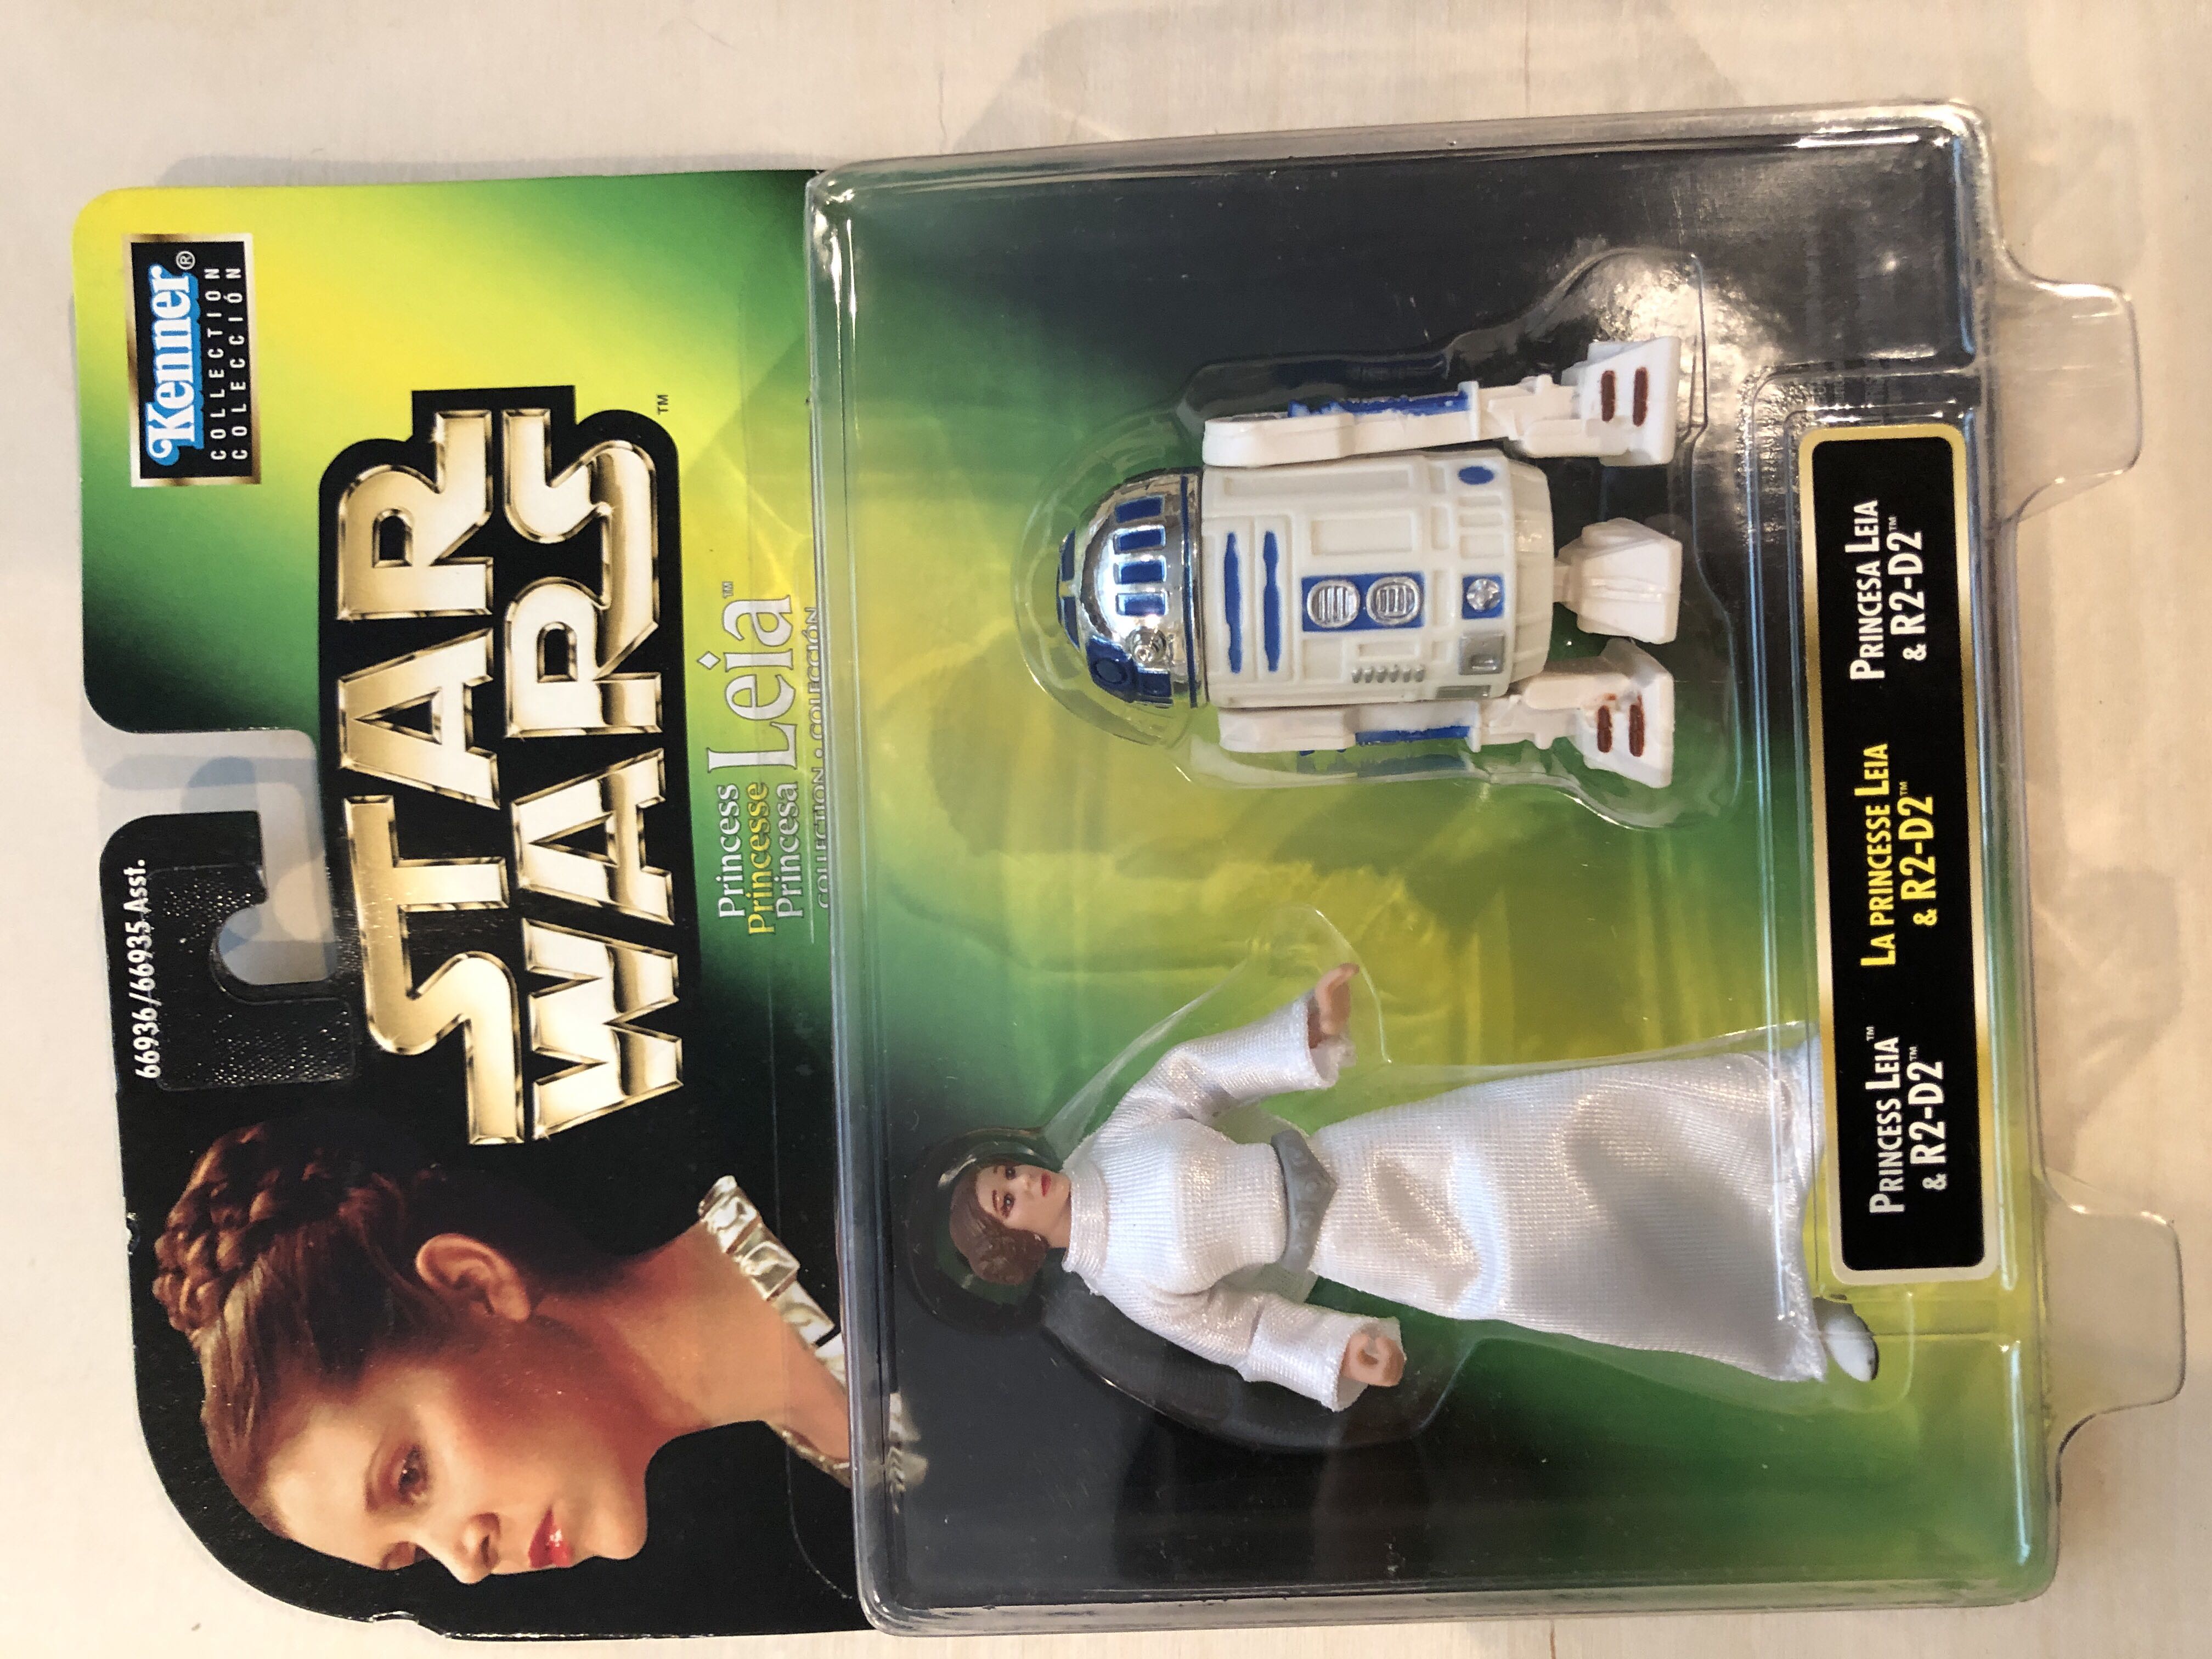 66936/66935 Asst.
Kenner®
COLLECTION
COLECCIÓN
STAR
WARS™
Princess
Princesse
Princesa
Leia™
COLLECTION • COLECCIÓN
PRINCESS LEIA™
& R2-D2™
LA PRINCESSE LEIA
& R2-D2™
PRINCESA LEIA
& R2-D2™